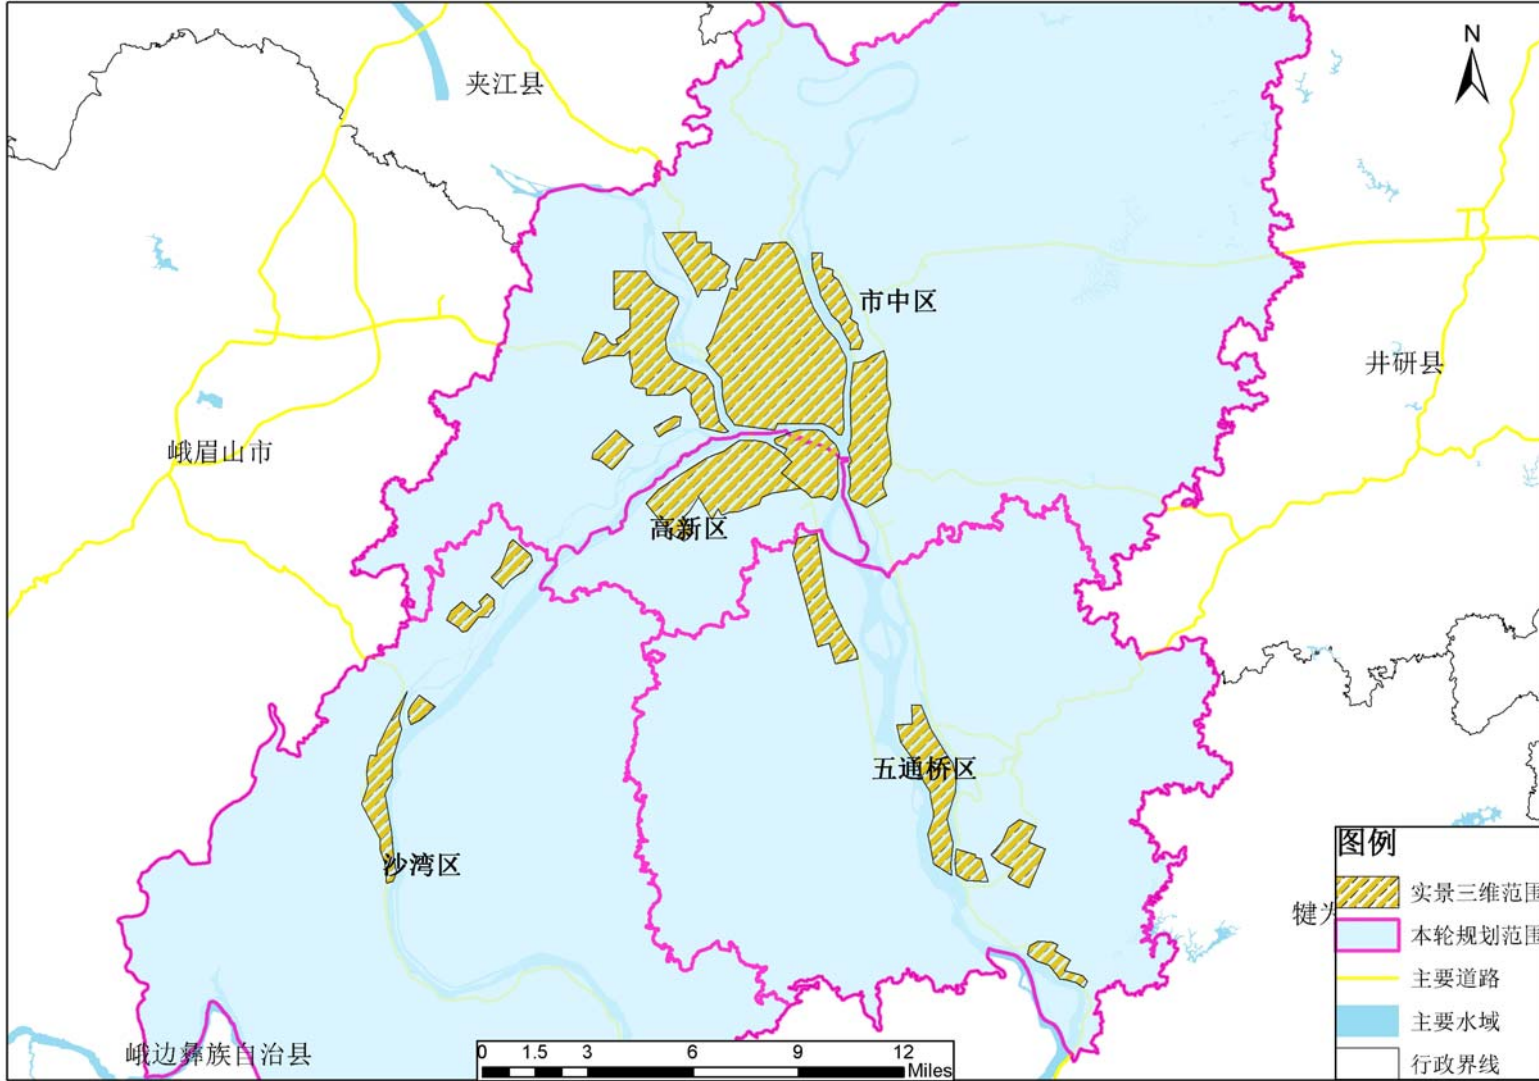 N
夹江县
市中区
井研县
峨眉山市
高新区
五通桥区
沙湾区
图例
实景三维范围
犍为
本轮规划范围
主要道路
主要水域
峨边彝族自治县
0 1.5 3 6 9 12
Miles
行政界线